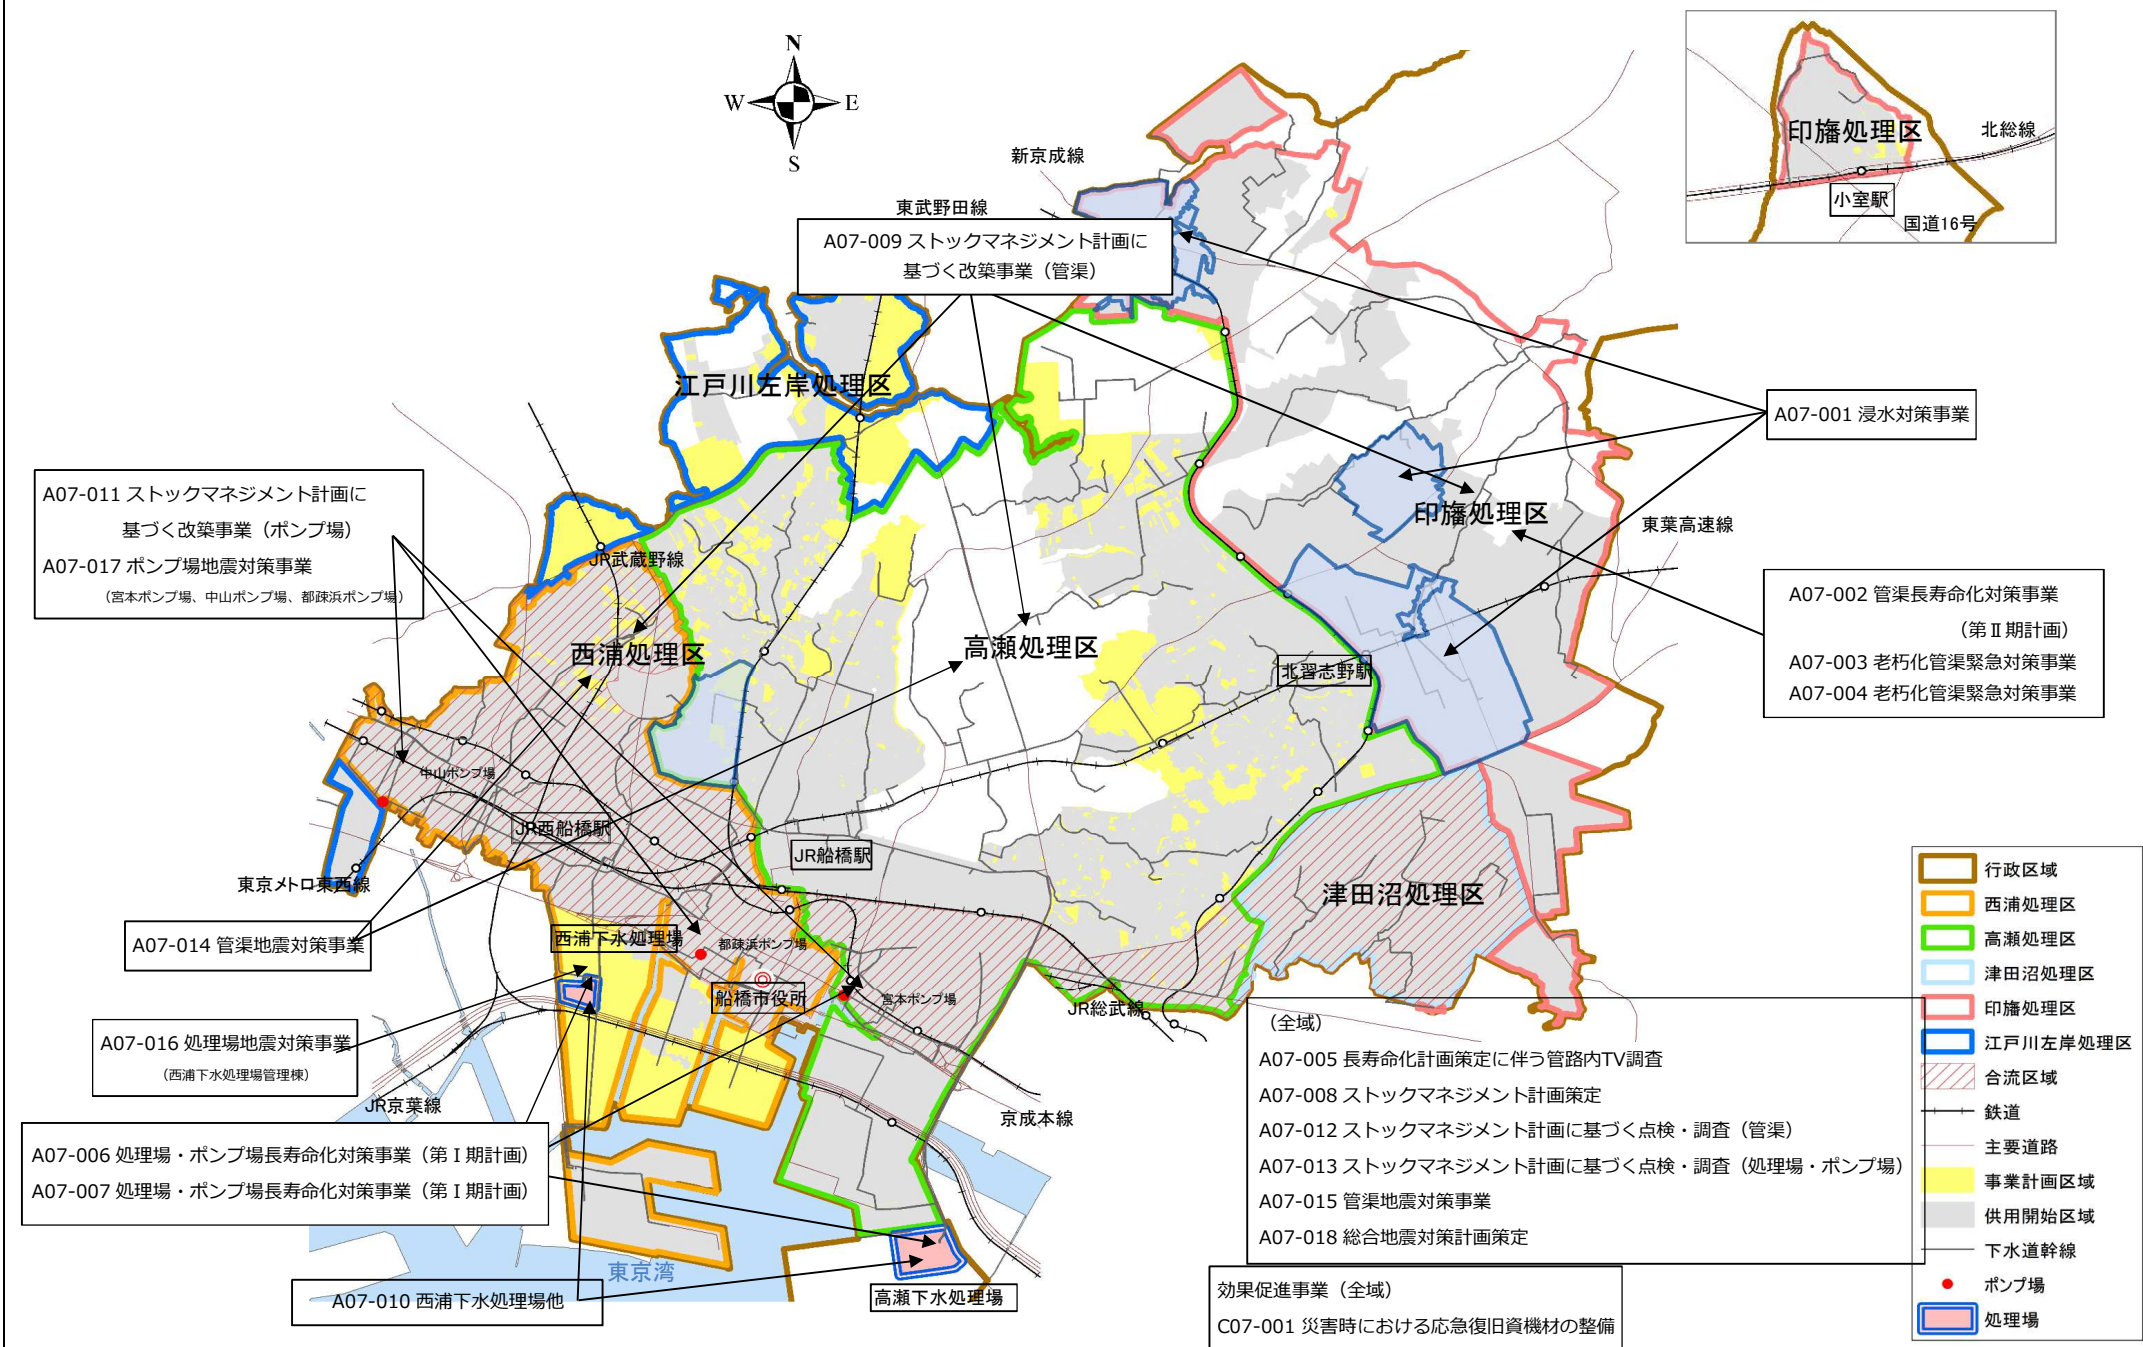 N
W
E
S
新京成線
東武野田線
A07-009 ストックマネジメント計画に
基づく改築事業（管渠）
印旛処理区
北総線
小室駅
国道16号
江戸川左岸処理区
A07-001 浸水対策事業
A07-011 ストックマネジメント計画に
基づく改築事業（ポンプ場）
A07-017 ポンプ場地震対策事業
（宮本ポンプ場、中山ポンプ場、都疎浜ポンプ場）
JR武蔵野線
印旛処理区
東葉高速線
A07-002 管渠長寿命化対策事業
（第Ⅱ期計画）
A07-003 老朽化管渠緊急対策事業
A07-004 老朽化管渠緊急対策事業
西浦処理区
高瀬処理区
北習志野駅
中山ポンプ場
JR西船橋駅
JR船橋駅
東京メトロ東西線
津田沼処理区
A07-014 管渠地震対策事業
西浦下水処理場
都疎浜ポンプ場
船橋市役所
宮本ポンプ場
JR総武線
A07-016 処理場地震対策事業
（西浦下水処理場管理棟）
JR京葉線
京成本線
A07-006 処理場・ポンプ場長寿命化対策事業（第Ⅰ期計画）
A07-007 処理場・ポンプ場長寿命化対策事業（第Ⅰ期計画）
東京湾
A07-010 西浦下水処理場他
高瀬下水処理場
（全域）
A07-005 長寿命化計画策定に伴う管路内TV調査
A07-008 ストックマネジメント計画策定
A07-012 ストックマネジメント計画に基づく点検・調査（管渠）
A07-013 ストックマネジメント計画に基づく点検・調査（処理場・ポンプ場）
A07-015 管渠地震対策事業
A07-018 総合地震対策計画策定
効果促進事業（全域）
C07-001 災害時における応急復旧資機材の整備
行政区域
西浦処理区
高瀬処理区
津田沼処理区
印旛処理区
江戸川左岸処理区
合流区域
鉄道
主要道路
事業計画区域
供用開始区域
下水道幹線
ポンプ場
処理場